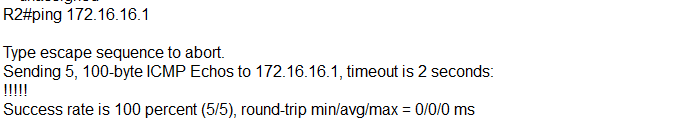 R2#ping 172.16.16.1
Type escape sequence to abort.
Sending 5, 100-byte ICMP Echos to 172.16.16.1, timeout is 2 seconds:
!!!!!
Success rate is 100 percent (5/5), round-trip min/avg/max = 0/0/0 ms